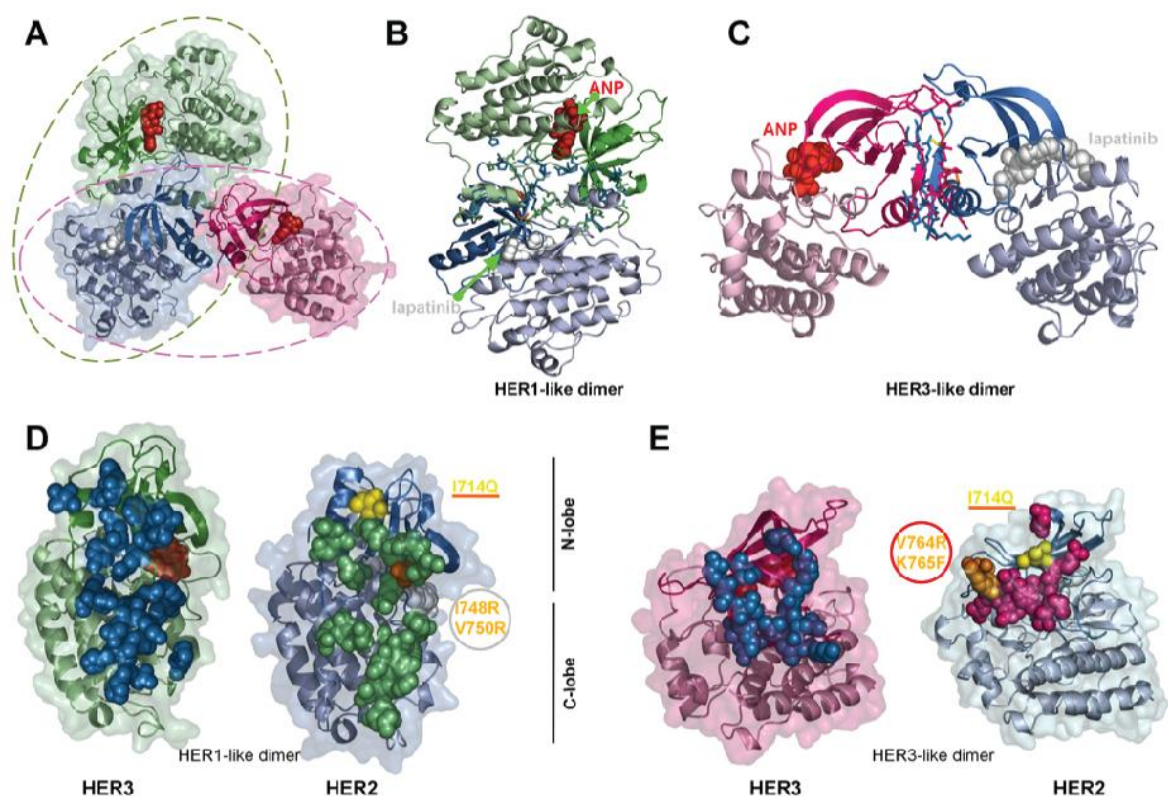 A
B
C
ANP
ANP
lapatinib
lapatinib
HER1-like dimer
HER3-like dimer
D
E
I714Q
N-lobe
I714Q
V764R
K765F
I748R
V750R
C-lobe
HER1-like dimer
HER3-like dimer
HER3
HER2
HER3
HER2